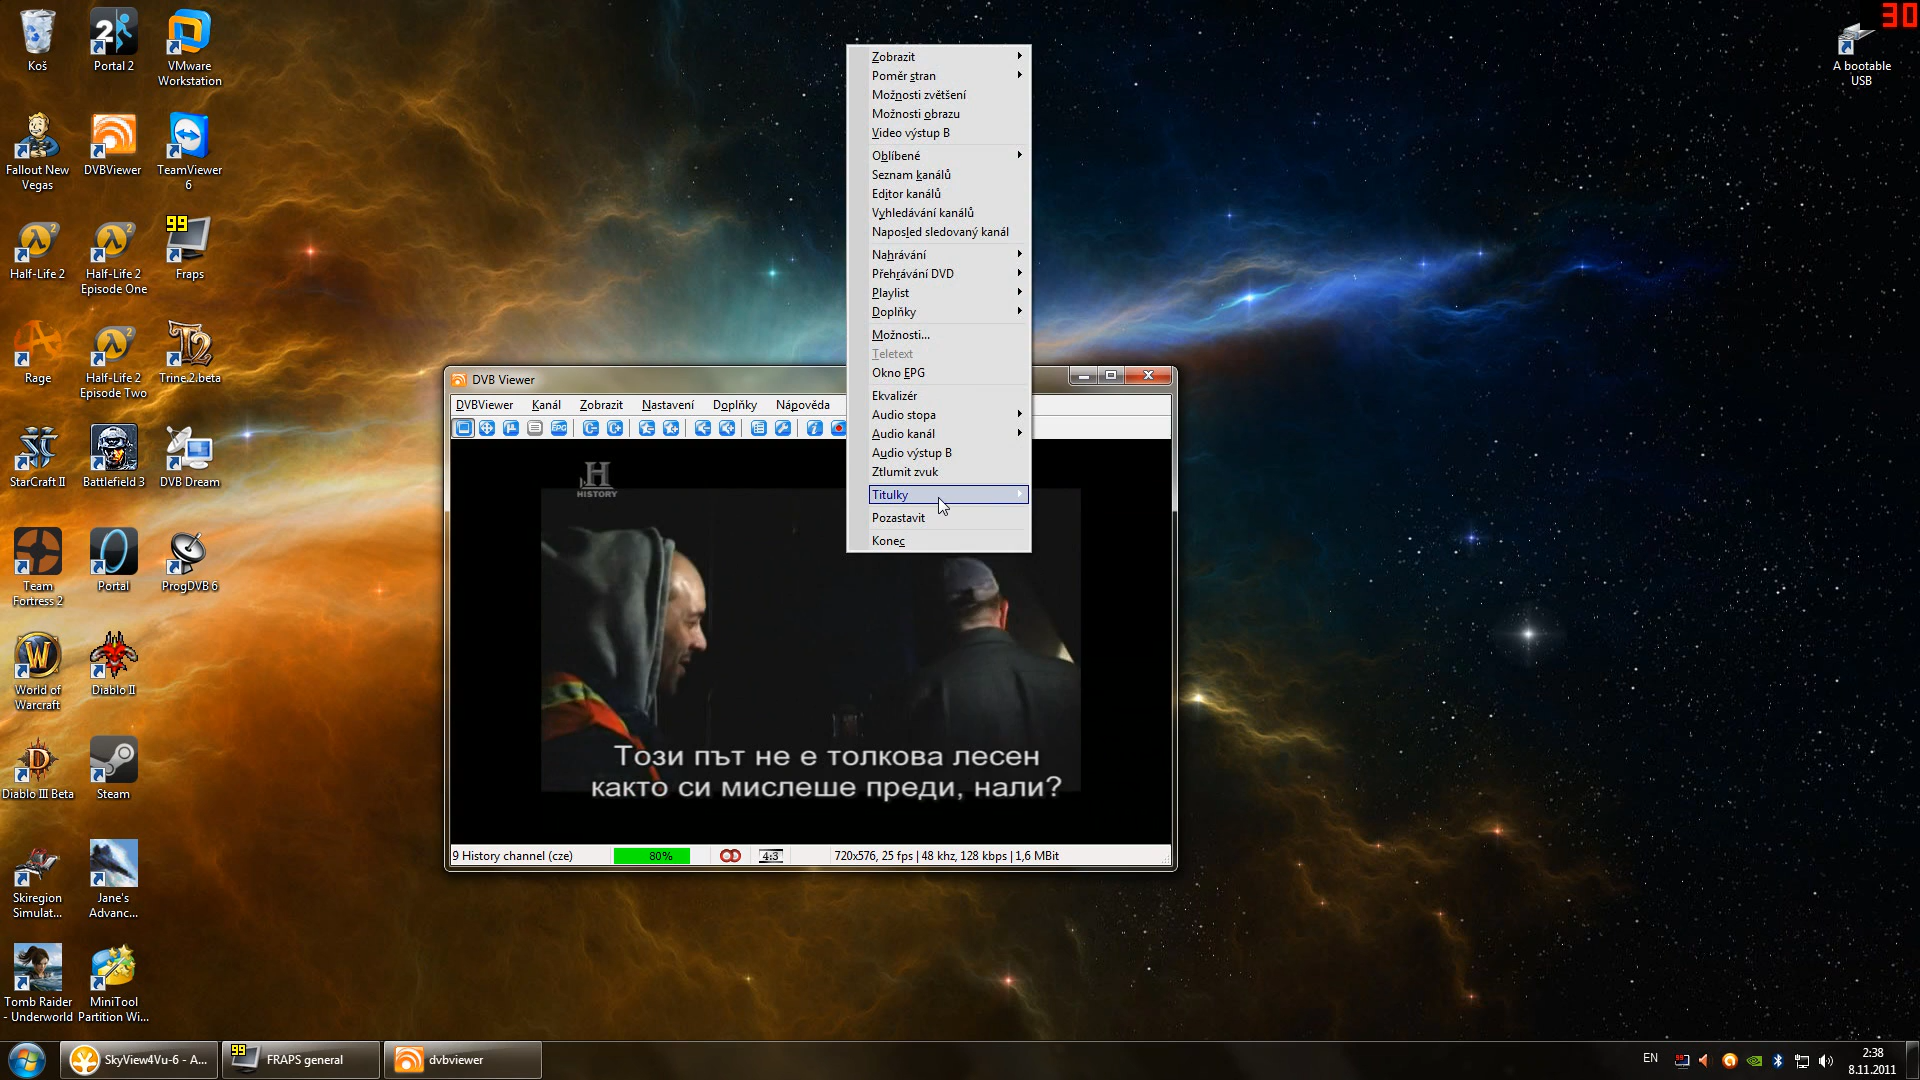 Koš
Portal 2
VMware
Workstation
Fallout New
Vegas
DVBViewer
TeamViewer
6
99
Half-Life 2
Half-Life 2
Episode One
Fraps
Rage
Half-Life 2
Episode Two
Trine 2 beta
StarCraft II
Battlefield 3
DVB Dream
Team
Fortress 2
Portal
ProgDVB 6
World of
Warcraft
Diablo II
Diablo III Beta
Steam
Skiregion
Simulat...
Jane's
Advanc...
Tomb Raider
- Underworld
MiniTool
Partition Wi...
30
A bootable
USB
Zobrazit
Poměr stran
Možnosti zvětšení
Možnosti obrazu
Video výstup B
Oblíbené
Seznam kanálů
Editor kanálů
Vyhledávání kanálů
Naposled sledovaný kanál
Nahrávání
Přehrávání DVD
Playlist
Doplňky
Možnosti...
Teletext
Okno EPG
Ekvalizér
Audio stopa
Audio kanál
Audio výstup B
Ztlumit zvuk
Titulky
Pozastavit
Konec
DVB Viewer
DVBViewer Kanál Zobrazit Nastavení Doplňky Nápověda
EPG
H
HISTORY
Този път не е толкова лесен
както си мислеше преди, нали?
9 History channel (cze) 80% 4:3 720x576, 25 fps | 48 khz, 128 kbps | 1,6 MBit
SkyView4Vu-6 - A... 99 FRAPS general dvbviewer
EN
2:38
8.11.2011